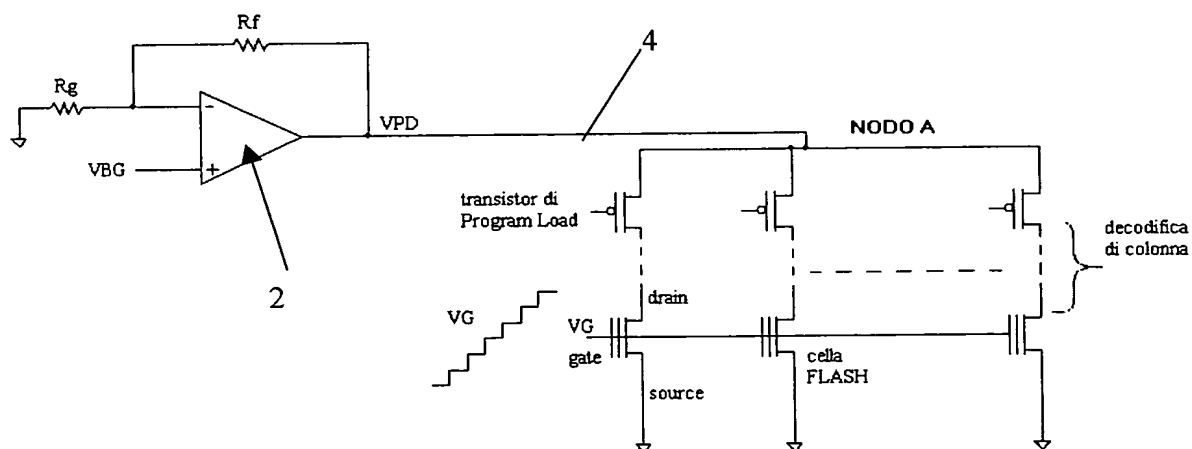 Rf
4
Rg
-
VPD
NODO A
VBG
+
transistor di
Program Load
decodifica
di colonna
2
drain
VG
VG
gate
cella
FLASH
source